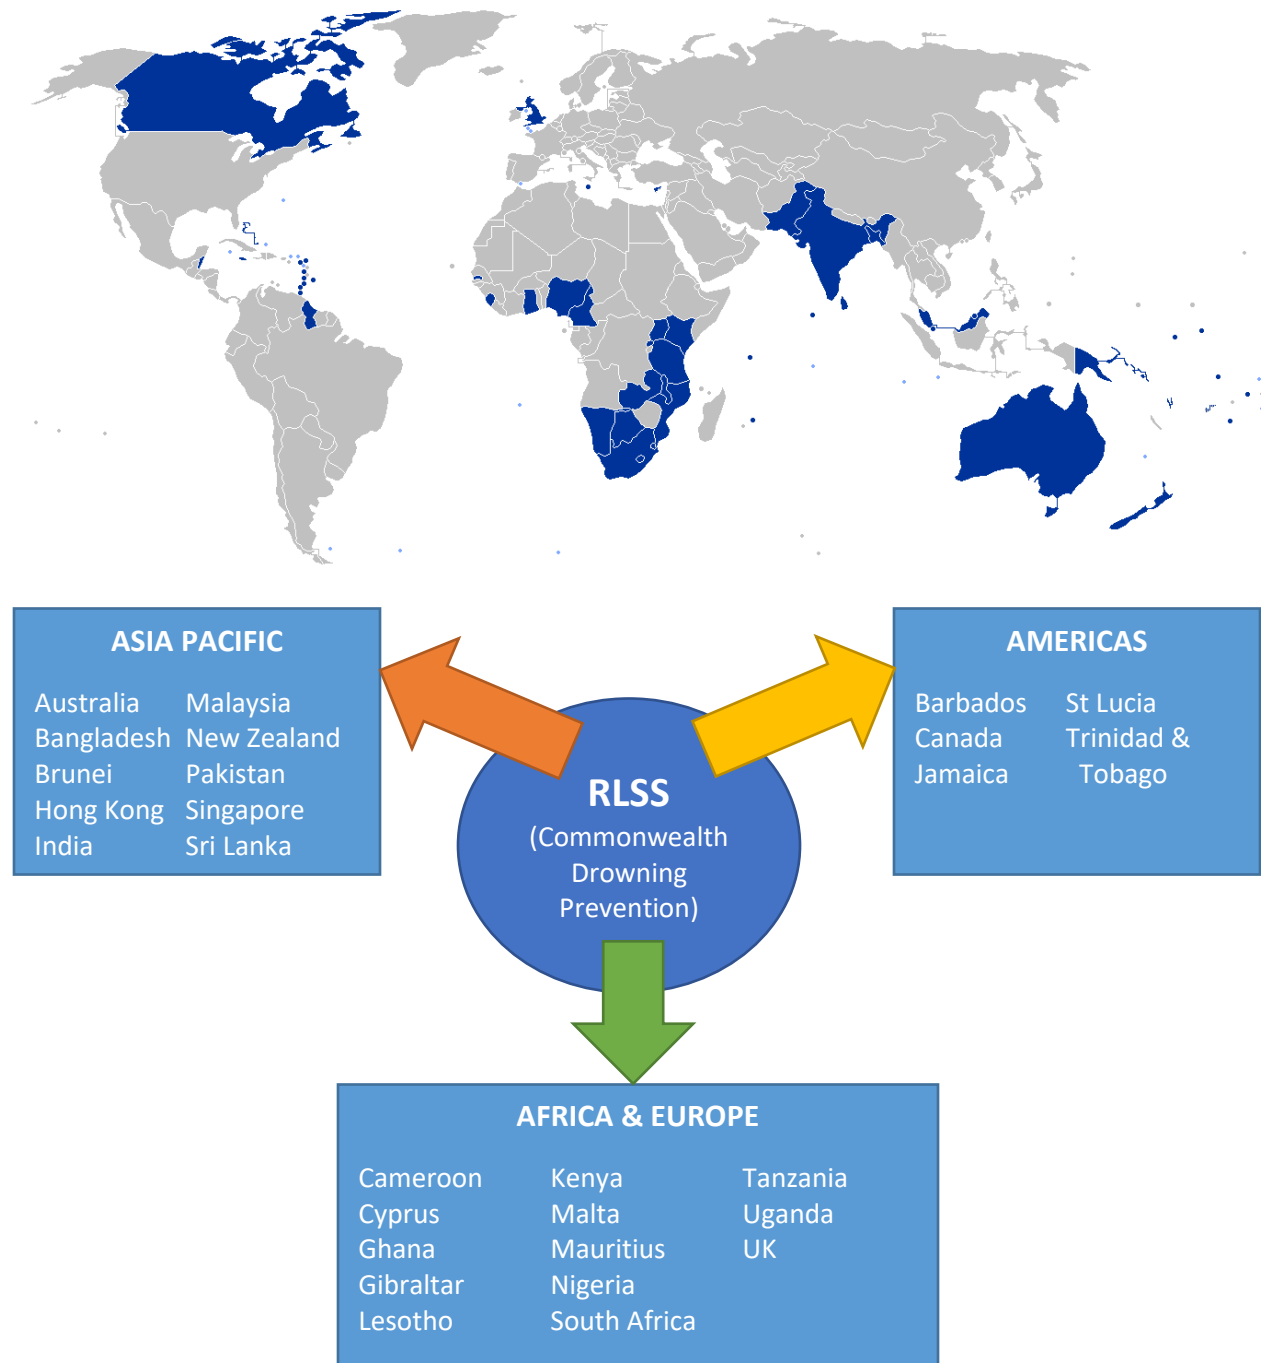 ASIA PACIFIC
Australia Malaysia
Bangladesh New Zealand
Brunei Pakistan
Hong Kong Singapore
India Sri Lanka
AMERICAS
Barbados St Lucia
Canada Trinidad &
Jamaica Tobago
RLSS
(Commonwealth
Drowning
Prevention)
AFRICA & EUROPE
Cameroon Kenya Tanzania
Cyprus Malta Uganda
Ghana Mauritius UK
Gibraltar Nigeria
Lesotho South Africa